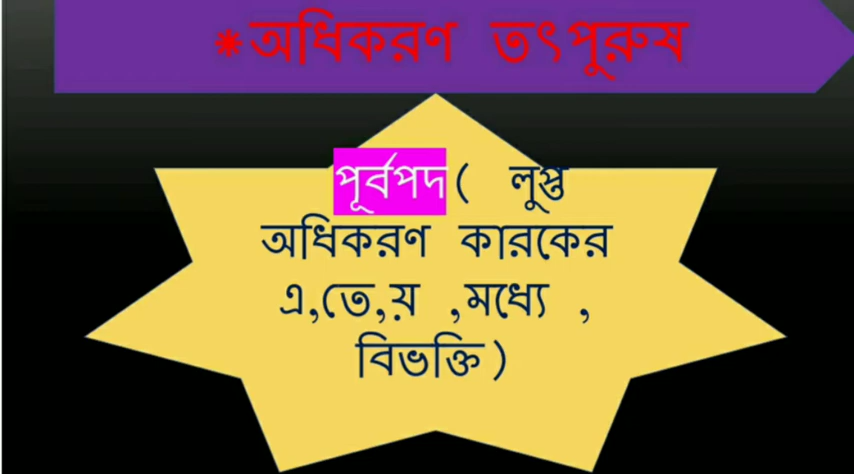 *অধিকরণ তৎপুরুষ
পূর্বপদ( লুপ্ত
অধিকরণ কারকের
এ,তে,য় ,মধ্যে ,
বিভক্তি)